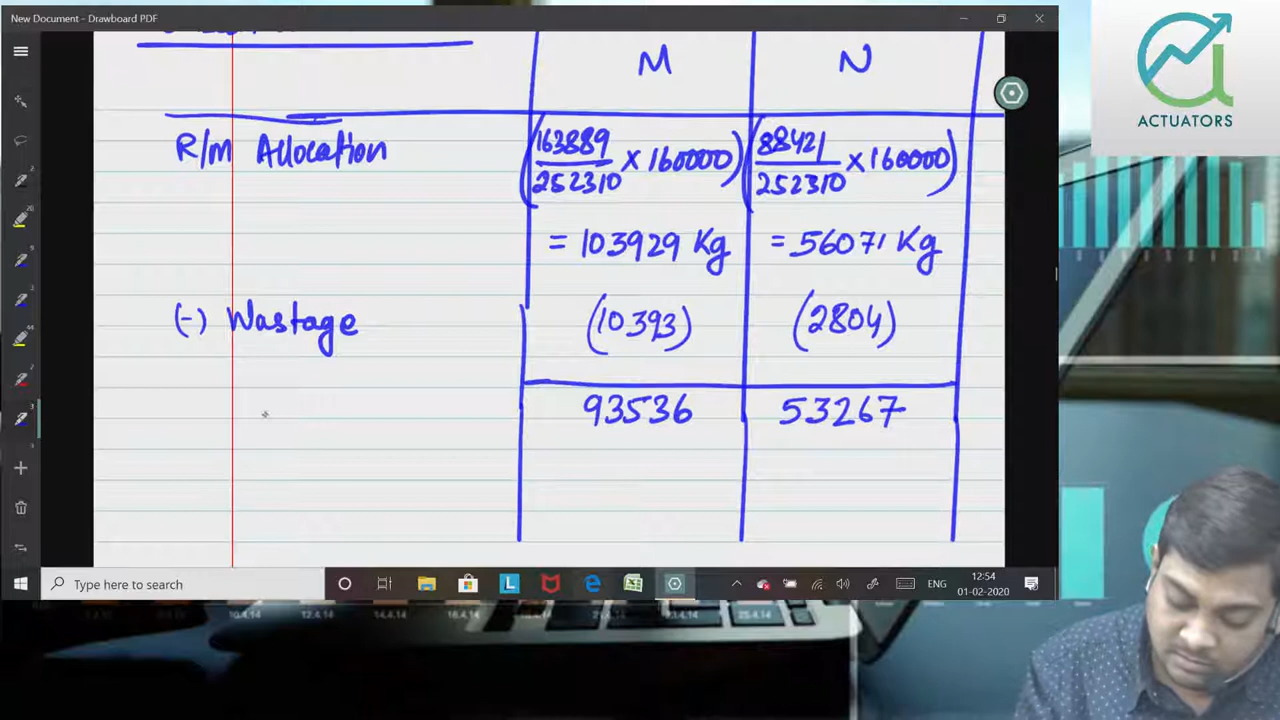 New Document - Drawboard PDF
M N
R/m Allocation (163889/252310 x 160000) (88421/252310 x 160000)
= 103929 Kg = 56071 Kg
(-) Wastage (10393) (2804)
93536 53267
Type here to search
ENG
12:54
01-02-2020
ACTUATORS